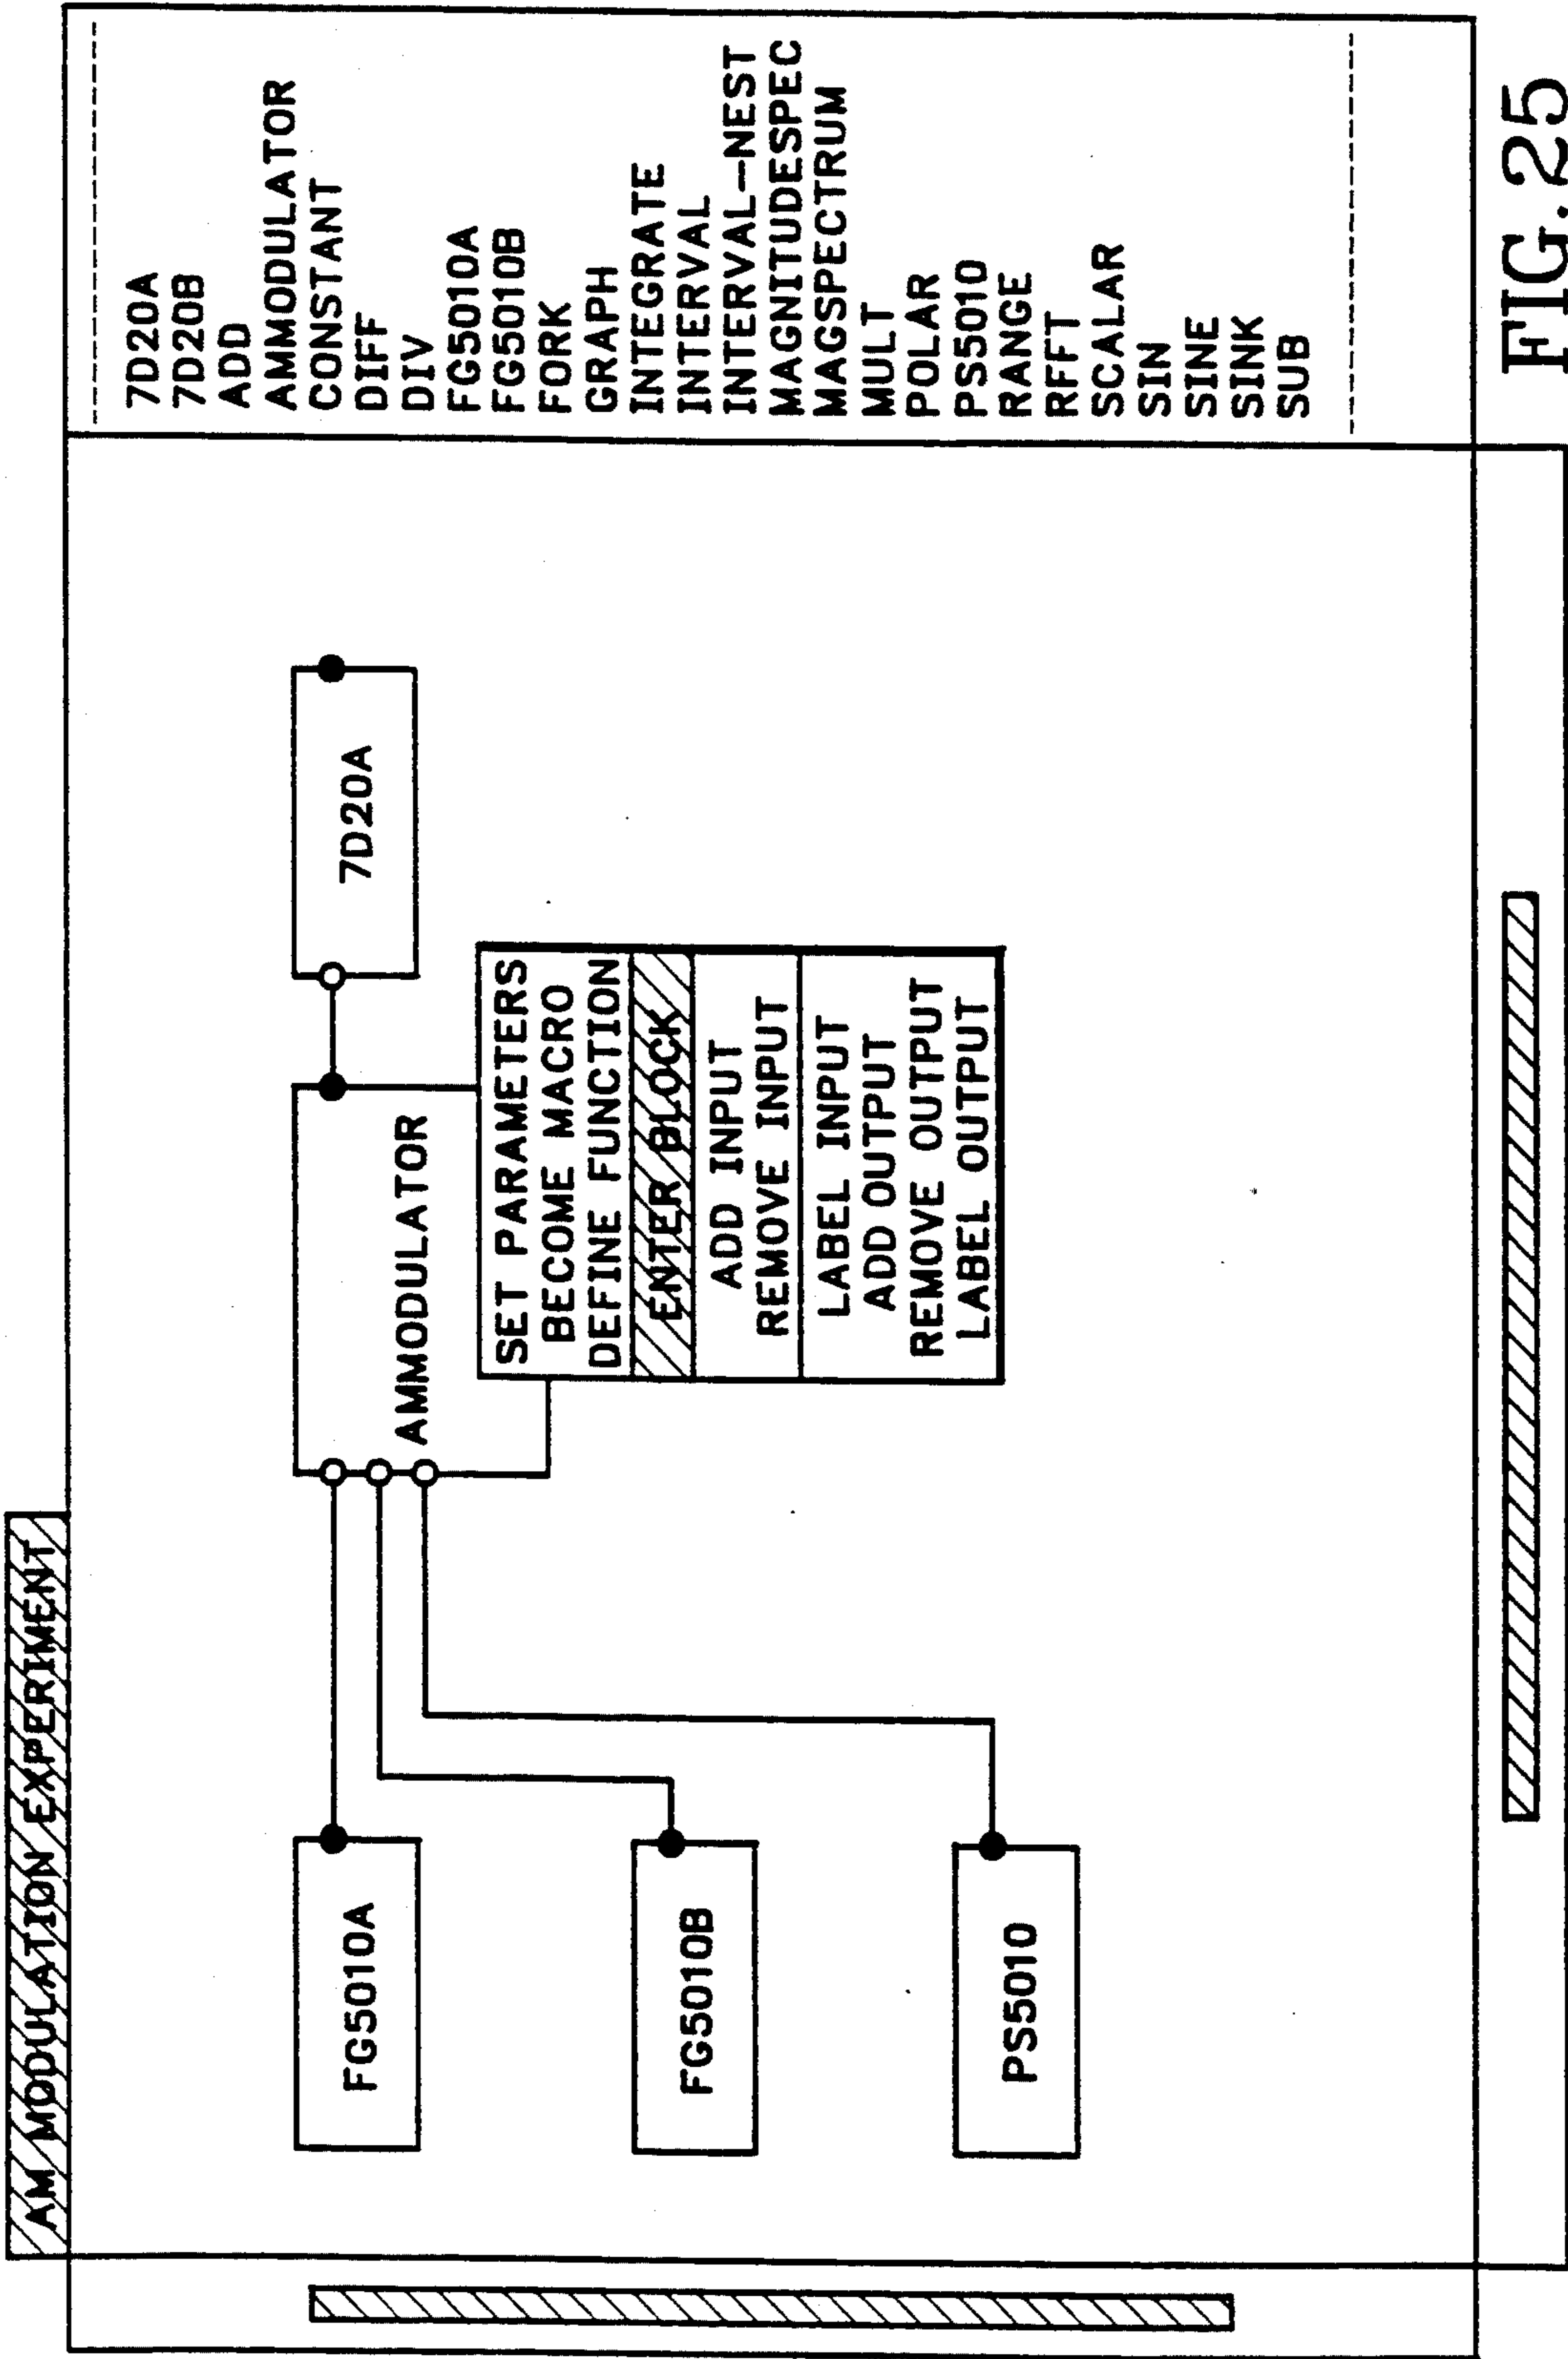 AM MODULATION EXPERIMENT
FG5010A
FG5010B
PS5010
AMMODULATOR
SET PARAMETERS
BECOME MACRO
DEFINE FUNCTION
ENTER BLOCK
ADD INPUT
REMOVE INPUT
LABEL INPUT
ADD OUTPUT
REMOVE OUTPUT
LABEL OUTPUT
7D20A
7D20A
7D20B
ADD
AMMODULATOR
CONSTANT
DIFF
DIV
FG5010A
FG5010B
FORK
GRAPH
INTEGRATE
INTERVAL
INTERVAL-NEST
MAGNITUDESPEC
MAGSPECTRUM
MULT
POLAR
PS5010
RANGE
RFFT
SCALAR
SIN
SINE
SINK
SUB
FIG.25